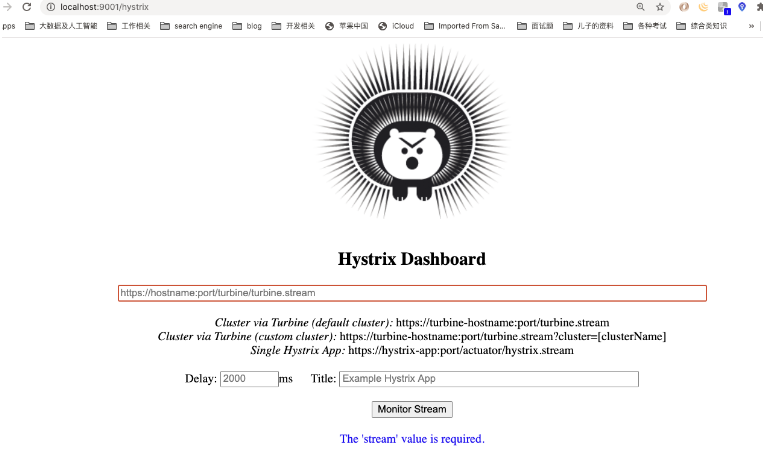 localhost:9001/hystrix
pps 大数据及人工智能 工作相关 search engine blog 开发相关 苹果中国 iCloud Imported From Sa... 面试题 儿子的资料 各种考试 综合类知识 »
Hystrix Dashboard
https://hostname:port/turbine/turbine.stream
Cluster via Turbine (default cluster): https://turbine-hostname:port/turbine.stream
Cluster via Turbine (custom cluster): https://turbine-hostname:port/turbine.stream?cluster=[clusterName]
Single Hystrix App: https://hystrix-app:port/actuator/hystrix.stream
Delay: 2000 ms Title: Example Hystrix App
Monitor Stream
The 'stream' value is required.